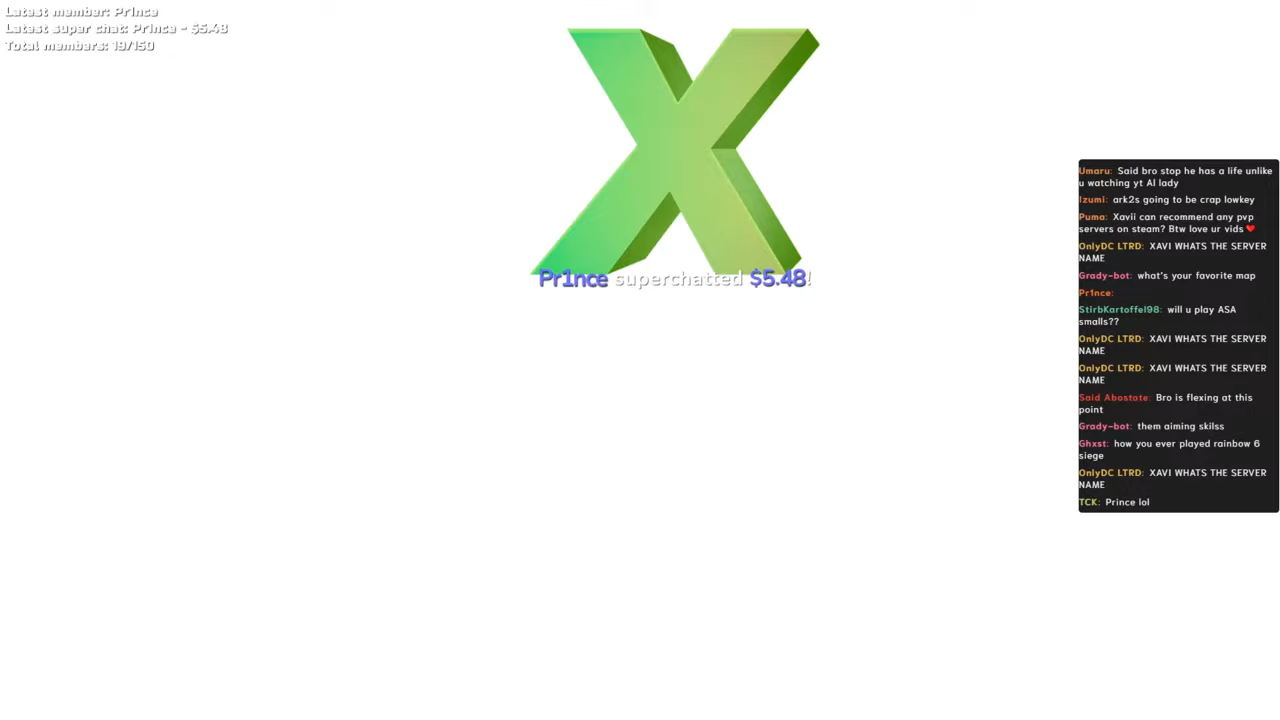 Latest member: Pr1nce
Latest super chat: Pr1nce - $5.48
Total members: 19/150
X
Pr1nce superchatted $5.48!
Umaru: Said bro stop he has a life unlike
u watching yt AI lady
Izumi: ark2s going to be crap lowkey
Puma: Xavii can recommend any pvp
servers on steam? Btw love ur vids❤️
OnlyDC LTRD: XAVI WHATS THE SERVER
NAME
Grady-bot: what's your favorite map
Pr1nce:
StirbKartoffel98: will u play ASA
smalls??
OnlyDC LTRD: XAVI WHATS THE SERVER
NAME
OnlyDC LTRD: XAVI WHATS THE SERVER
NAME
Said Abostate: Bro is flexing at this
point
Grady-bot: them aiming skilss
Ghxst: how you ever played rainbow 6
siege
OnlyDC LTRD: XAVI WHATS THE SERVER
NAME
TCK: Prince lol